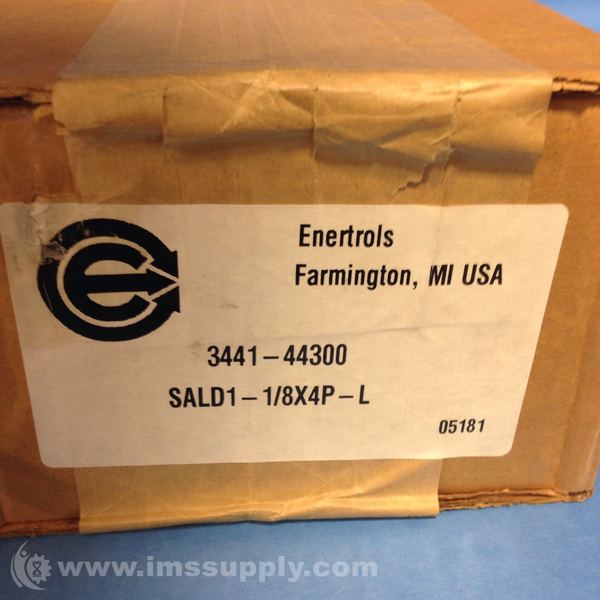 Enertrols
Farmington, MI USA
3441-44300
SALD1-1/8X4P-L
05181
www.imssupply.com